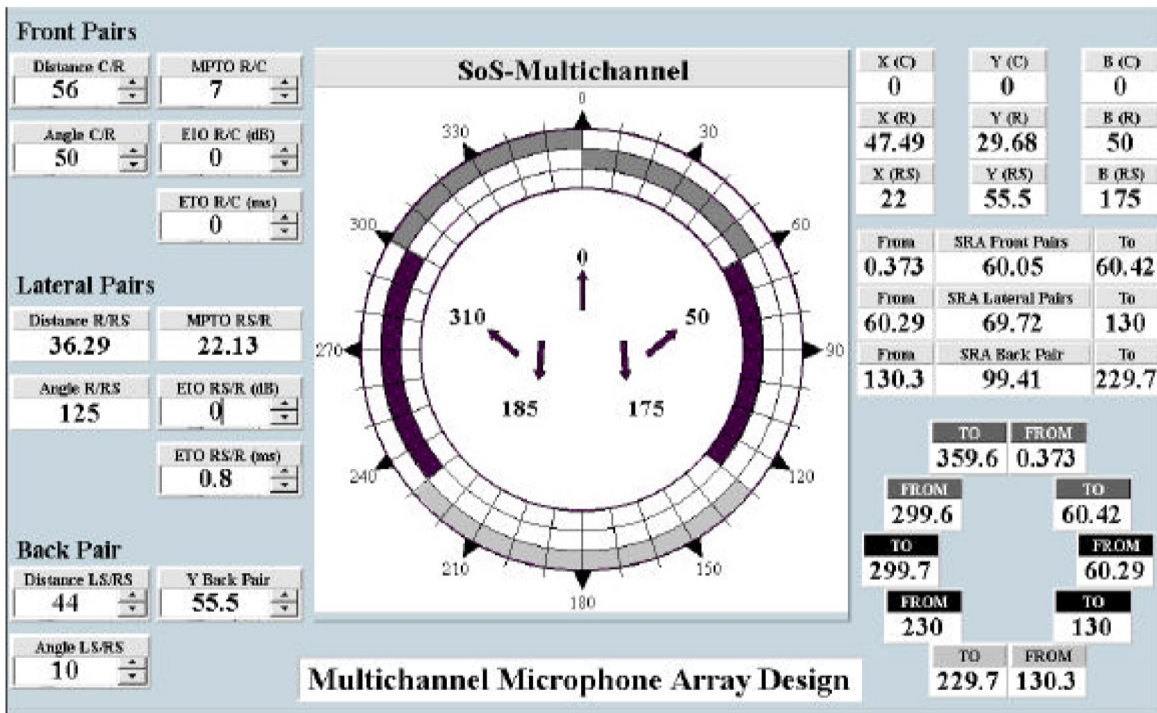 Front Pairs
Distance C/R
56
MPTO R/C
7
Angle C/R
50
EIO R/C (dB)
0
ETO R/C (ms)
0
Lateral Pairs
Distance R/RS
36.29
MPTO RS/R
22.13
Angle R/RS
125
EIO RS/R (dB)
0
ETO RS/R (ms)
0.8
Back Pair
Distance LS/RS
44
Y Back Pair
55.5
Angle LS/RS
10
SoS-Multichannel
0
30
60
90
120
150
180
210
240
270
300
330
0
310
50
185
175
Multichannel Microphone Array Design
X (C) Y (C) B (C)
0 0 0
X (R) Y (R) B (R)
47.49 29.68 50
X (RS) Y (RS) B (RS)
22 55.5 175
From SRA Front Pairs To
0.373 60.05 60.42
From SRA Lateral Pairs To
60.29 69.72 130
From SRA Back Pair To
130.3 99.41 229.7
TO FROM
359.6 0.373
FROM TO
299.6 60.42
TO FROM
299.7 60.29
FROM TO
230 130
TO FROM
229.7 130.3